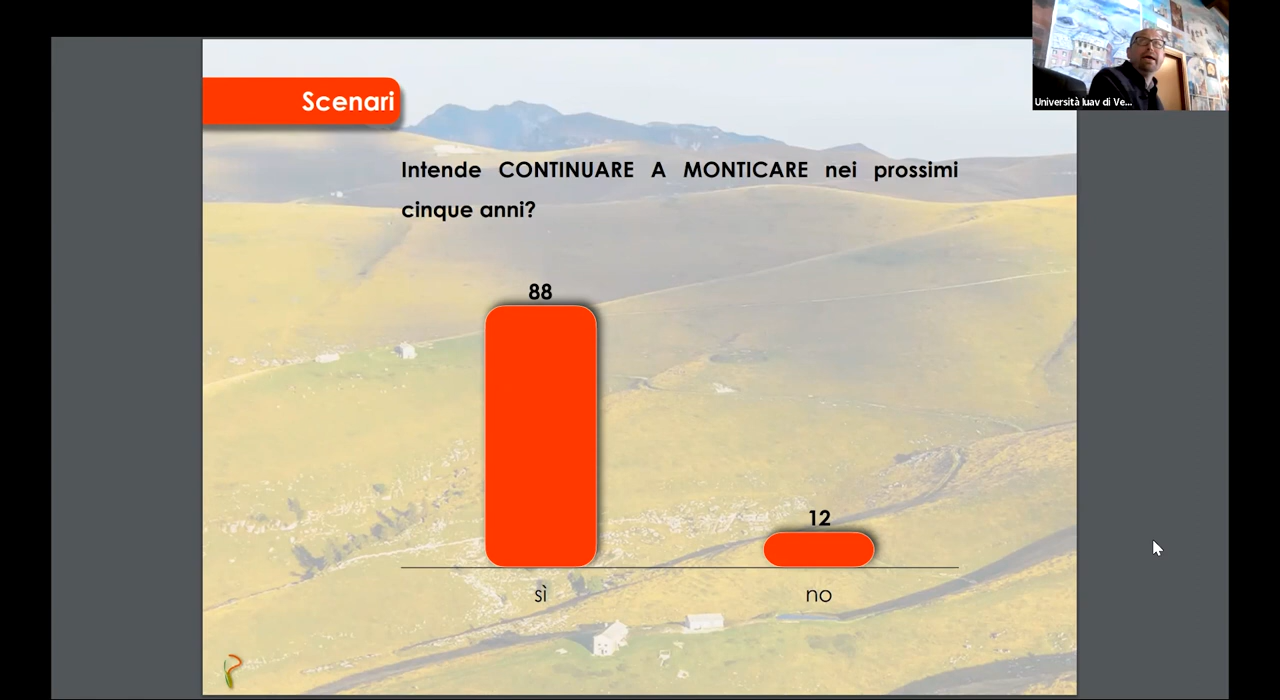 Università Iuav di Ve...
Scenari
Intende CONTINUARE A MONTICARE nei prossimi
cinque anni?
88
12
sì
no